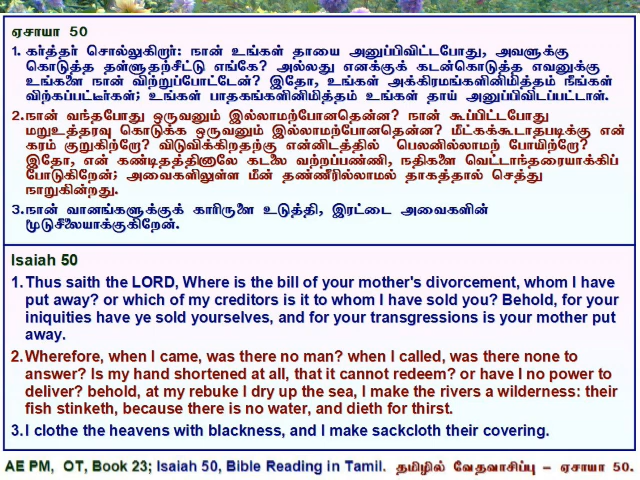 ஏசாயா 50
1. கர்த்தர் சொல்லுகிறார்: நான் உங்கள் தாயை அனுப்பிவிட்டபோது, அவளுக்கு
கொடுத்த தள்ளுதற்சீட்டு எங்கே? அல்லது எனக்குக் கடன்கொடுத்த எவனுக்கு
உங்களை நான் விற்றுப்போட்டேன்? இதோ, உங்கள் அக்கிரமங்களினிமித்தம் நீங்கள்
விற்கப்பட்டீர்கள்; உங்கள் பாதகங்களினிமித்தம் உங்கள் தாய் அனுப்பிவிடப்பட்டாள்.
2.நான் வந்தபோது ஒருவனும் இல்லாமற்போனதென்ன? நான் கூப்பிட்டபோது
மறுஉத்தரவு கொடுக்க ஒருவனும் இல்லாமற்போனதென்ன? மீட்கக்கூடாதபடிக்கு என்
கரம் குறுகிற்றோ? விடுவிக்கிறதற்கு என்னிடத்தில் பெலனில்லாமற் போயிற்றோ?
இதோ, என் கண்டிதத்தினாலே கடலை வற்றப்பண்ணி, நதிகளை வெட்டாந்தரையாக்கிப்
போடுகிறேன்; அவைகளிலுள்ள மீன் தண்ணீரில்லாமல் தாகத்தால் செத்து
நாறுகின்றது.
3.நான் வானங்களுக்குக் காரிருளை உடுத்தி, இரட்டை அவைகளின்
மூடுசீலையாக்குகிறேன்.
Isaiah 50
1.Thus saith the LORD, Where is the bill of your mother's divorcement, whom I have
put away? or which of my creditors is it to whom I have sold you? Behold, for your
iniquities have ye sold yourselves, and for your transgressions is your mother put
away.
2.Wherefore, when I came, was there no man? when I called, was there none to
answer? Is my hand shortened at all, that it cannot redeem? or have I no power to
deliver? behold, at my rebuke I dry up the sea, I make the rivers a wilderness: their
fish stinketh, because there is no water, and dieth for thirst.
3.I clothe the heavens with blackness, and I make sackcloth their covering.
AE PM, OT, Book 23; Isaiah 50, Bible Reading in Tamil. தமிழில் வேதவாசிப்பு – ஏசாயா 50.